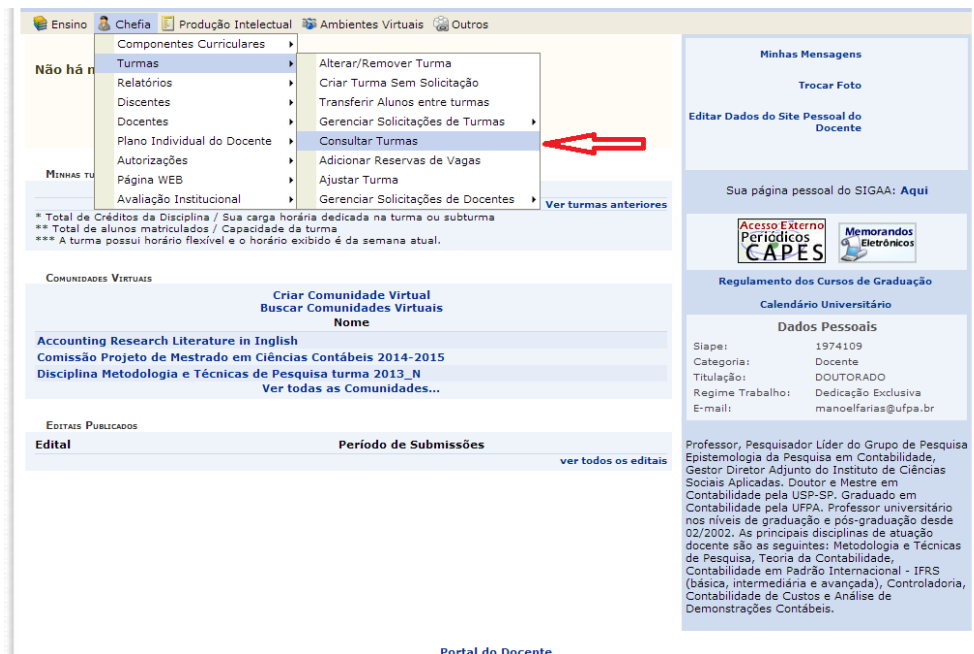 Ensino Chefia Produção Intelectual Ambientes Virtuais Outros
Componentes Curriculares
Turmas
Relatórios
Discentes
Docentes
Plano Individual do Docente
Autorizações
Página WEB
Avaliação Institucional
Alterar/Remover Turma
Criar Turma Sem Solicitação
Transferir Alunos entre turmas
Gerenciar Solicitações de Turmas
Consultar Turmas
Adicionar Reservas de Vagas
Ajustar Turma
Gerenciar Solicitações de Docentes
Não há n
Minhas tu
Ver turmas anteriores
* Total de Créditos da Disciplina / Sua carga horária dedicada na turma ou subturma
** Total de alunos matriculados / Capacidade da turma
*** A turma possui horário flexível e o horário exibido é da semana atual.
Comunidades Virtuais
Criar Comunidade Virtual
Buscar Comunidades Virtuais
Nome
Accounting Research Literature in Inglish
Comissão Projeto de Mestrado em Ciências Contábeis 2014-2015
Disciplina Metodologia e Técnicas de Pesquisa turma 2013_N
Ver todas as Comunidades...
Editais Publicados
Edital Período de Submissões
ver todos os editais
Minhas Mensagens
Trocar Foto
Editar Dados do Site Pessoal do
Docente
Sua página pessoal do SIGAA: Aqui
Acesso Externo
Periódicos
CAPES
Memorandos
Eletrônicos
Regulamento dos Cursos de Graduação
Calendário Universitário
Dados Pessoais
Siape: 1974109
Categoria: Docente
Titulação: DOUTORADO
Regime Trabalho: Dedicação Exclusiva
E-mail: manoelfarias@ufpa.br
Professor, Pesquisador Líder do Grupo de Pesquisa
Epistemologia da Pesquisa em Contabilidade,
Gestor Diretor Adjunto do Instituto de Ciências
Sociais Aplicadas. Doutor e Mestre em
Contabilidade pela USP-SP. Graduado em
Contabilidade pela UFPA. Professor universitário
nos níveis de graduação e pós-graduação desde
02/2002. As principais disciplinas de atuação
docente são as seguintes: Metodologia e Técnicas
de Pesquisa, Teoria da Contabilidade,
Contabilidade em Padrão Internacional - IFRS
(básica, intermediária e avançada), Controladoria,
Contabilidade de Custos e Análise de
Demonstrações Contábeis.
Portal do Docente